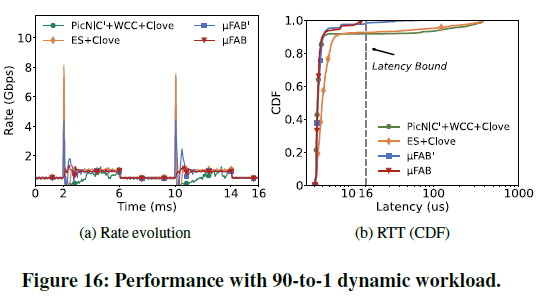 PicNIC'+WCC+Clove
ES+Clove
μFAB'
μFAB
Rate (Gbps)
10
8
6
4
2
0 2 6 10 14 16
Time (ms)
(a) Rate evolution
CDF
1.0
0.8
0.6
0.4
0.2
0
Latency Bound
PicNIC'+WCC+Clove
ES+Clove
μFAB'
μFAB
10 16 100 1000
Latency (us)
(b) RTT (CDF)
Figure 16: Performance with 90-to-1 dynamic workload.